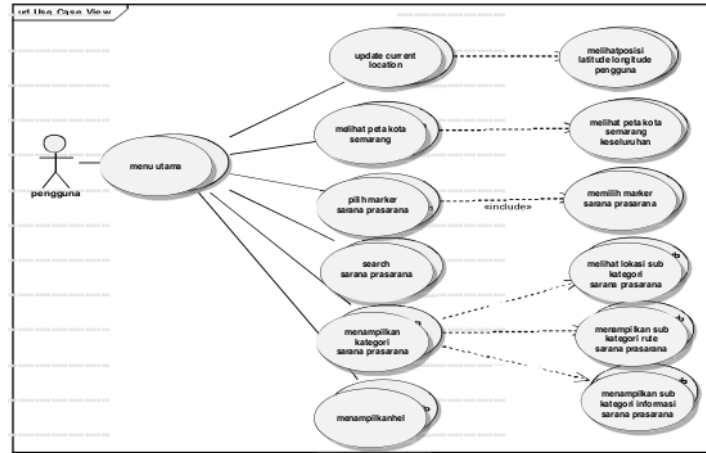 ud Use Case View
update current
location
melihatposisi
latitude longitude
pengguna
melihat peta kota
semarang
melihat peta kota
semarang
keseluruhan
menu utama
pengguna
pilih marker
sarana prasarana
«include»
memilih marker
sarana prasarana
search
sarana prasarana
melihat lokasi sub
kategori
sarana prasarana
menampilkan
kategori
sarana prasarana
menampilkan sub
kategori rute
sarana prasarana
menampilkanhel
menampilkan sub
kategori informasi
sarana prasarana